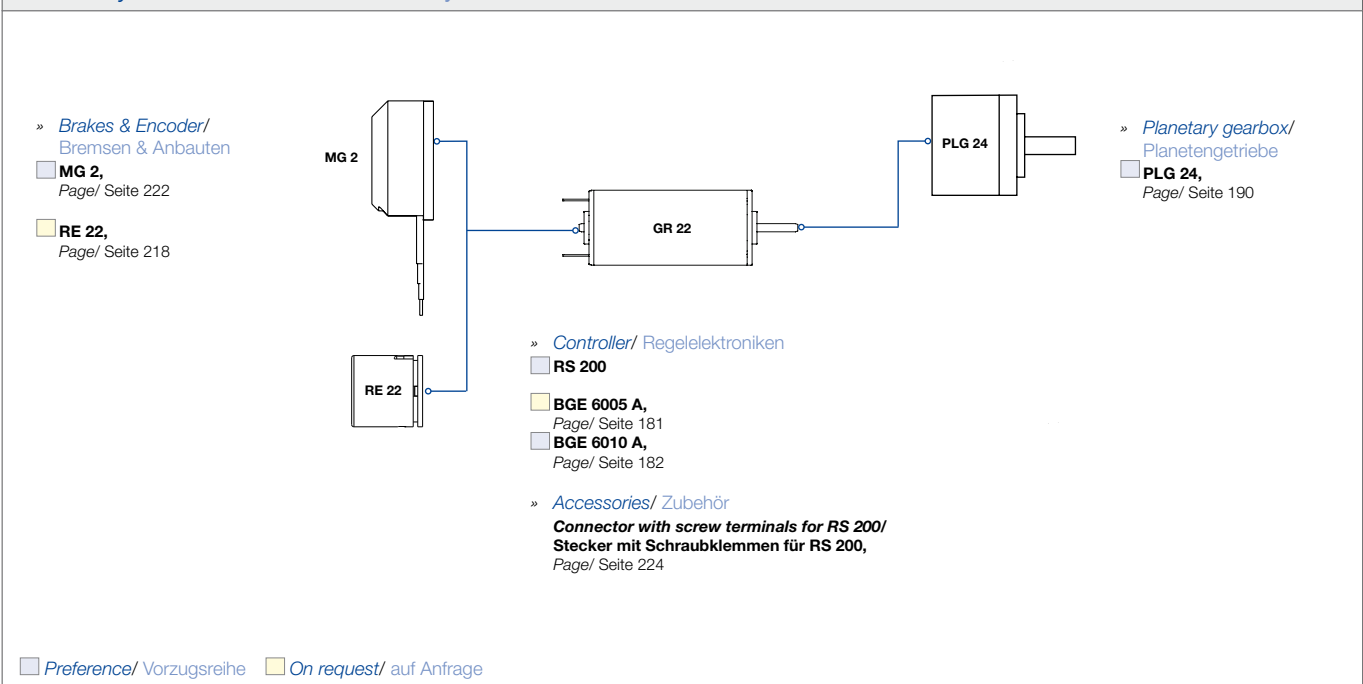 » Brakes & Encoder/
Bremsen & Anbauten
MG 2,
Page/ Seite 222
RE 22,
Page/ Seite 218
MG 2
RE 22
GR 22
PLG 24
» Planetary gearbox/
Planetengetriebe
PLG 24,
Page/ Seite 190
» Controller/ Regelelektroniken
RS 200
BGE 6005 A,
Page/ Seite 181
BGE 6010 A,
Page/ Seite 182
» Accessories/ Zubehör
Connector with screw terminals for RS 200/
Stecker mit Schraubklemmen für RS 200,
Page/ Seite 224
Preference/ Vorzugsreihe
On request/ auf Anfrage